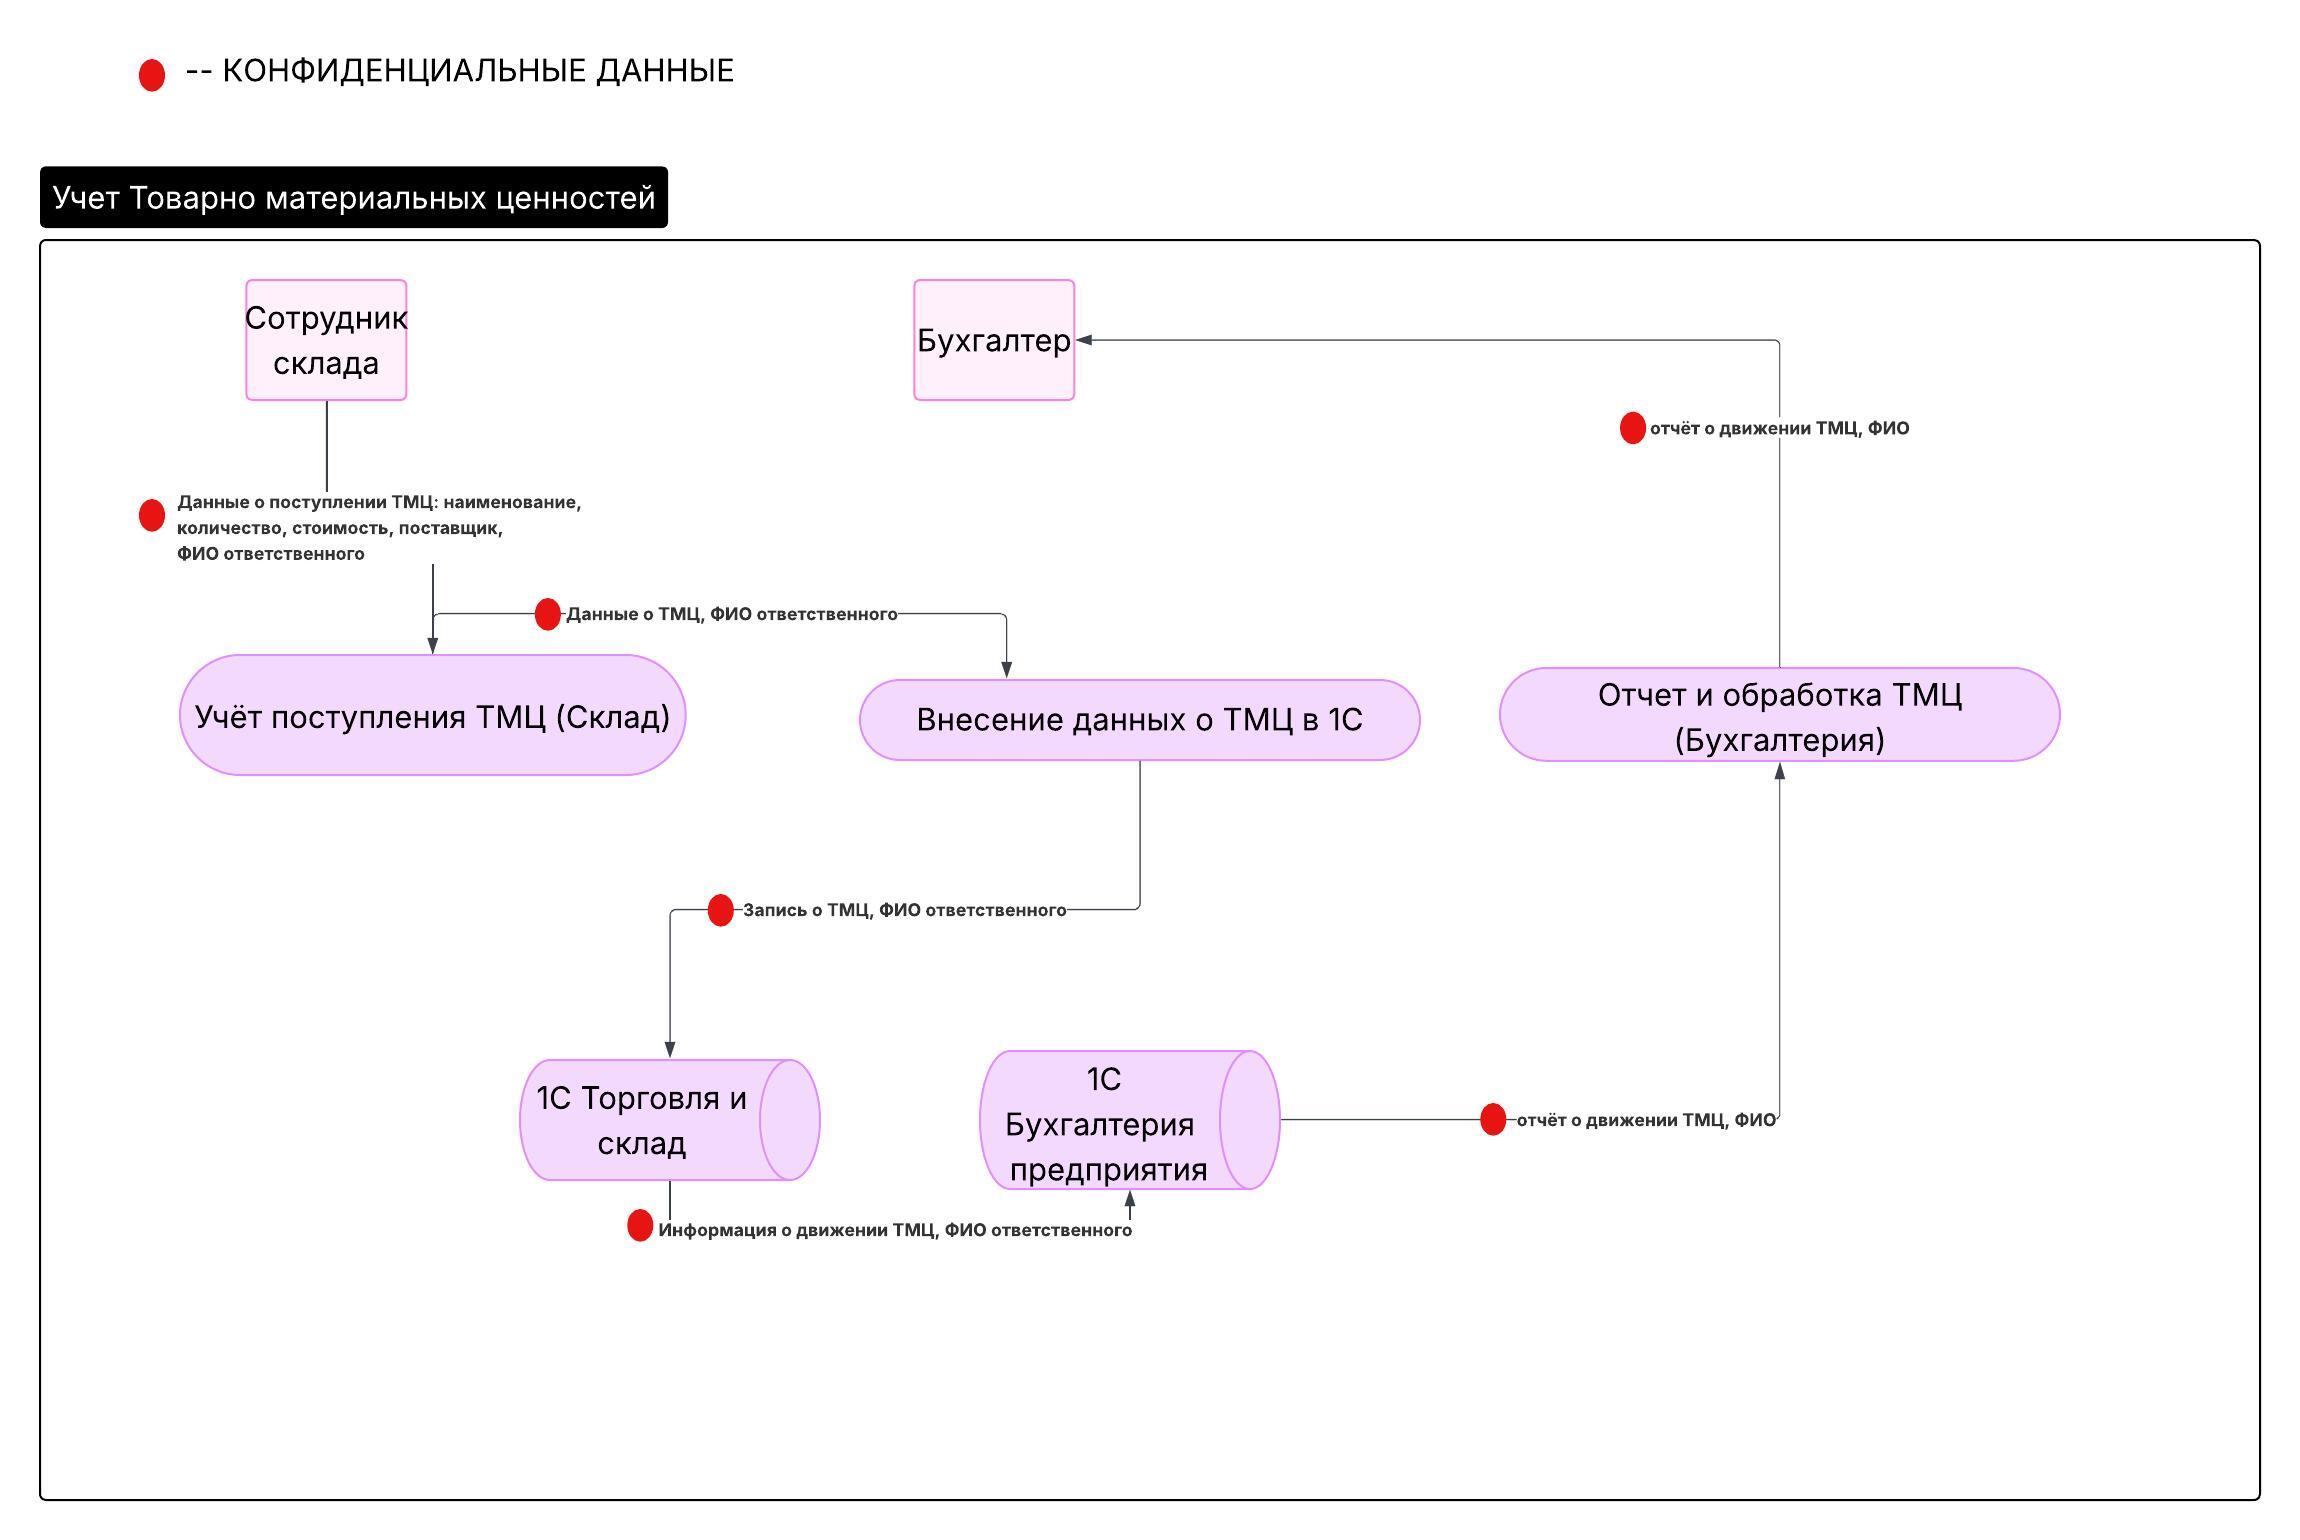 -- КОНФИДЕНЦИАЛЬНЫЕ ДАННЫЕ
Учет Товарно материальных ценностей
Сотрудник
склада
Бухгалтер
отчёт о движении ТМЦ, ФИО
Данные о поступлении ТМЦ: наименование,
количество, стоимость, поставщик,
ФИО ответственного
Данные о ТМЦ, ФИО ответственного
Учёт поступления ТМЦ (Склад)
Внесение данных о ТМЦ в 1С
Отчет и обработка ТМЦ
(Бухгалтерия)
Запись о ТМЦ, ФИО ответственного
1С Торговля и
склад
1С
Бухгалтерия
предприятия
отчёт о движении ТМЦ, ФИО
Информация о движении ТМЦ, ФИО ответственного